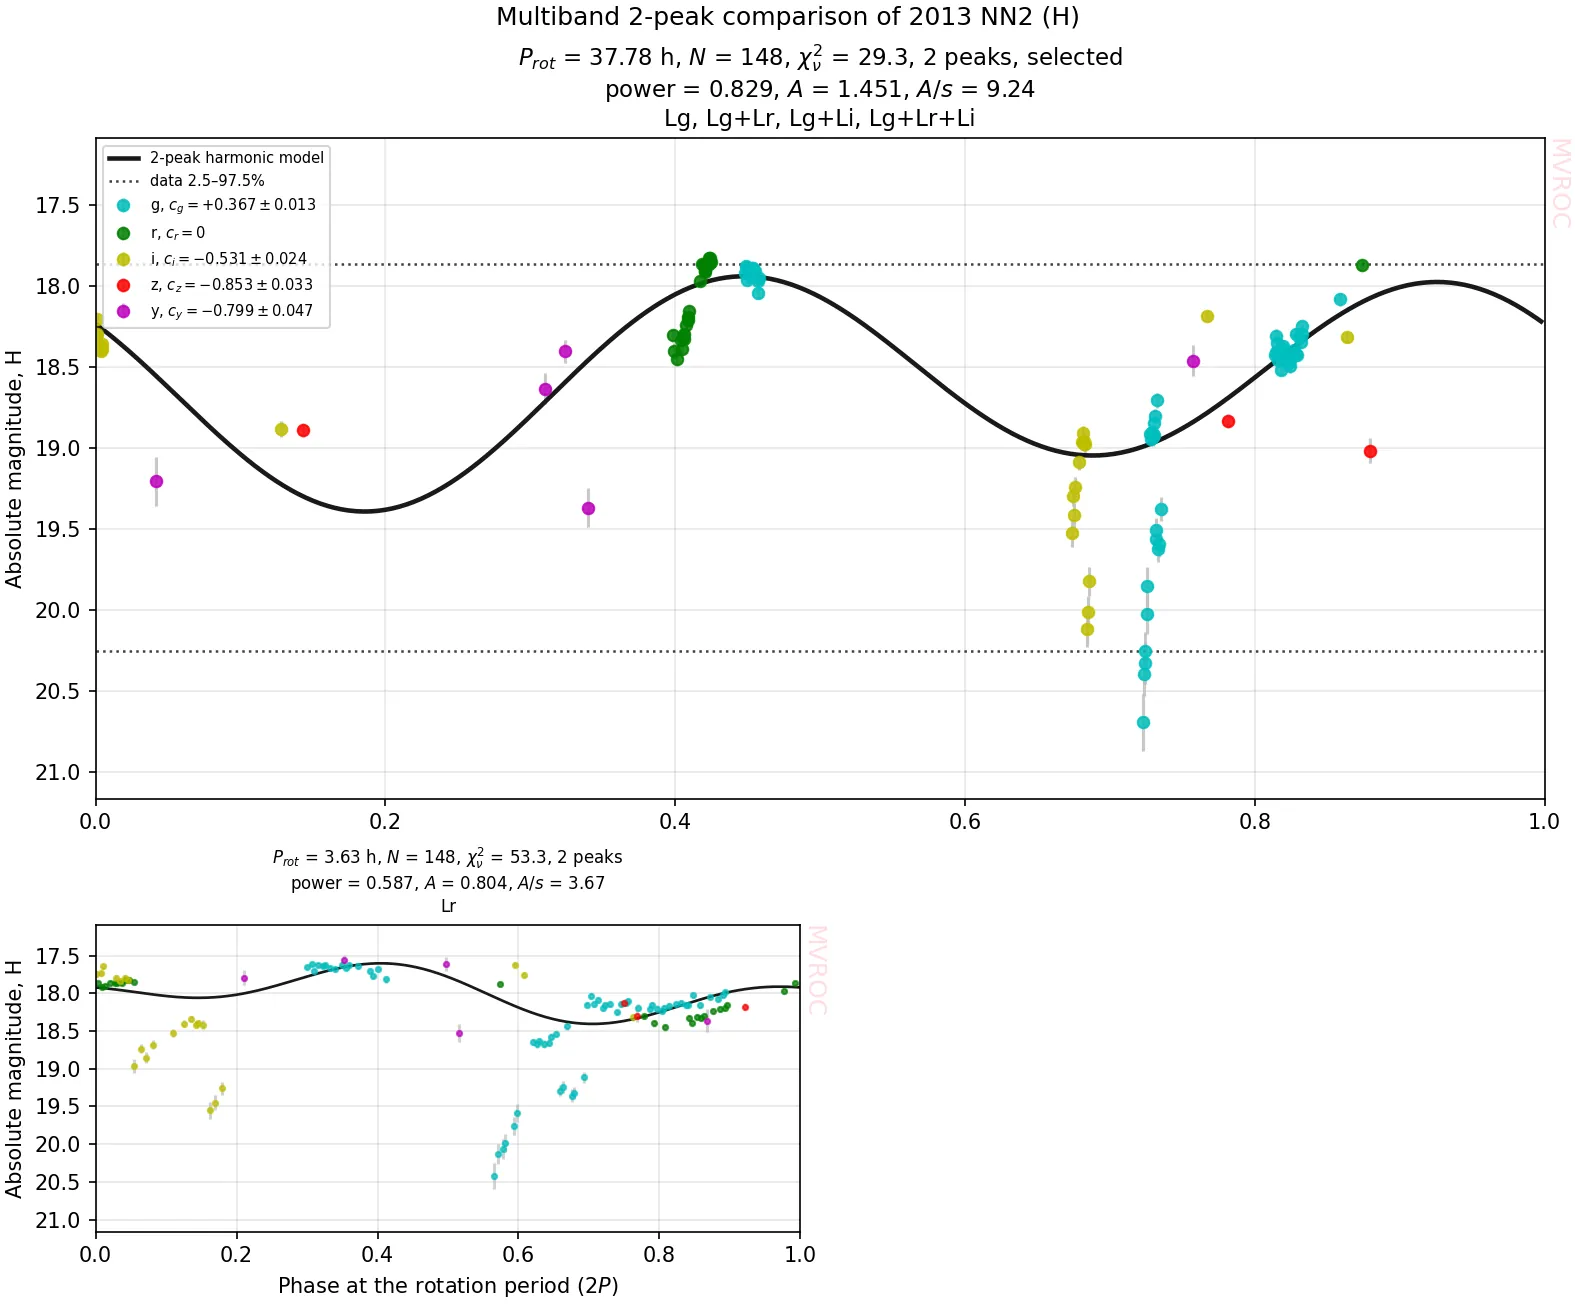 Multiband 2-peak comparison of 2013 NN2 (H)
P_rot = 37.78 h, N = 148, χ²_ν = 29.3, 2 peaks, selected
power = 0.829, A = 1.451, A/s = 9.24
Lg, Lg+Lr, Lg+Li, Lg+Lr+Li
2-peak harmonic model
data 2.5–97.5%
g, c_g = +0.367 ± 0.013
r, c_r = 0
i, c_i = −0.531 ± 0.024
z, c_z = −0.853 ± 0.033
y, c_y = −0.799 ± 0.047
MVROC
Absolute magnitude, H
17.5
18.0
18.5
19.0
19.5
20.0
20.5
21.0
0.0 0.2 0.4 0.6 0.8 1.0
P_rot = 3.63 h, N = 148, χ²_ν = 53.3, 2 peaks
power = 0.587, A = 0.804, A/s = 3.67
Lr
MVROC
Absolute magnitude, H
17.5
18.0
18.5
19.0
19.5
20.0
20.5
21.0
0.0 0.2 0.4 0.6 0.8 1.0
Phase at the rotation period (2P)